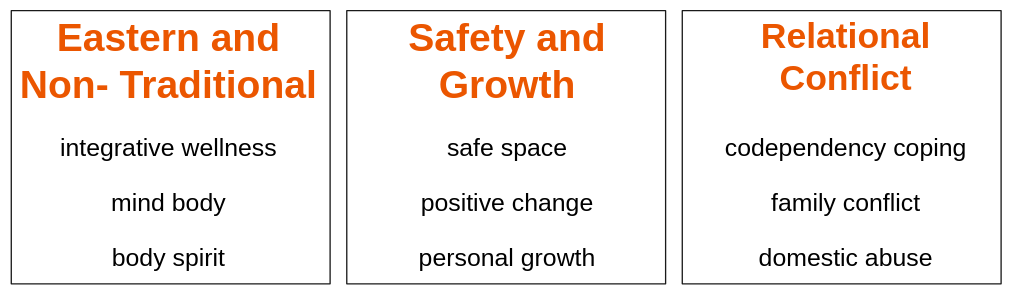 Eastern and
Non- Traditional
integrative wellness
mind body
body spirit
Safety and
Growth
safe space
positive change
personal growth
Relational
Conflict
codependency coping
family conflict
domestic abuse